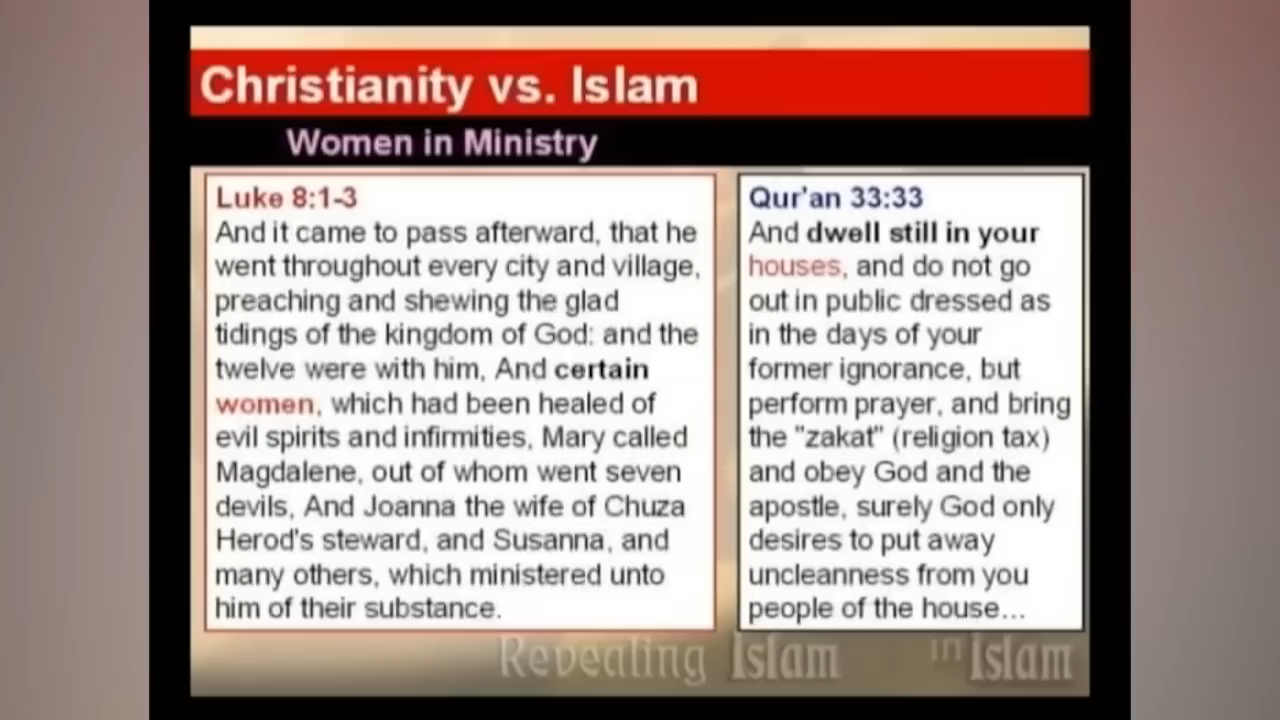 Christianity vs. Islam
Women in Ministry
Luke 8:1-3
And it came to pass afterward, that he
went throughout every city and village,
preaching and shewing the glad
tidings of the kingdom of God: and the
twelve were with him, And certain
women, which had been healed of
evil spirits and infirmities, Mary called
Magdalene, out of whom went seven
devils, And Joanna the wife of Chuza
Herod's steward, and Susanna, and
many others, which ministered unto
him of their substance.
Qur'an 33:33
And dwell still in your
houses, and do not go
out in public dressed as
in the days of your
former ignorance, but
perform prayer, and bring
the "zakat" (religion tax)
and obey God and the
apostle, surely God only
desires to put away
uncleanness from you
people of the house...
Revealing Islam in Islam